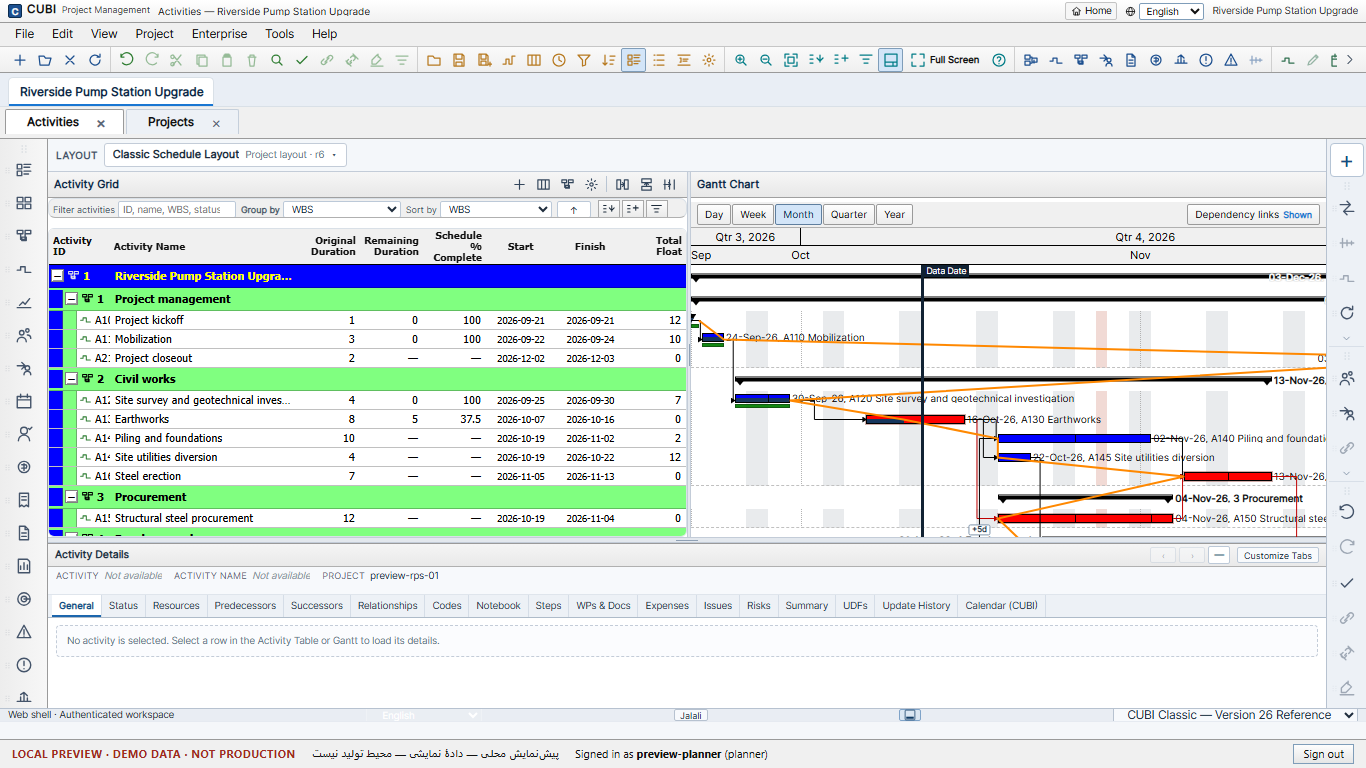 CUBI Project Management Activities — Riverside Pump Station Upgrade Home English Riverside Pump Station Upgrade
File Edit View Project Enterprise Tools Help
Full Screen
Riverside Pump Station Upgrade
Activities Projects
LAYOUT Classic Schedule Layout Project layout · r6
Activity Grid Gantt Chart
Filter activities ID, name, WBS, status Group by WBS Sort by WBS
Day Week Month Quarter Year Dependency links Shown
Activity ID Activity Name Original Duration Remaining Duration Schedule % Complete Start Finish Total Float
Qtr 3, 2026 Qtr 4, 2026
Sep Oct Nov
Data Date
1 Riverside Pump Station Upgra... 03-Dec-26
1 Project management
Project kickoff 1 0 100 2026-09-21 2026-09-21 12
Mobilization 3 0 100 2026-09-22 2026-09-24 10 24-Sep-26, A110 Mobilization
Project closeout 2 — — 2026-12-02 2026-12-03 0
2 Civil works 13-Nov-26,
Site survey and geotechnical inves... 4 0 100 2026-09-25 2026-09-30 7 30-Sep-26, A120 Site survey and geotechnical investigation
Earthworks 8 5 37.5 2026-10-07 2026-10-16 0 16-Oct-26, A130 Earthworks
Piling and foundations 10 — — 2026-10-19 2026-11-02 2 02-Nov-26, A140 Piling and foundati
Site utilities diversion 4 — — 2026-10-19 2026-10-22 12 22-Oct-26, A145 Site utilities diversion
Steel erection 7 — — 2026-11-05 2026-11-13 0 13-Nov-26,
3 Procurement 04-Nov-26, 3 Procurement
Structural steel procurement 12 — — 2026-10-19 2026-11-04 0 04-Nov-26, A150 Structural stee
+5d
Activity Details Customize Tabs
ACTIVITY Not available ACTIVITY NAME Not available PROJECT preview-rps-01
General Status Resources Predecessors Successors Relationships Codes Notebook Steps WPs & Docs Expenses Issues Risks Summary UDFs Update History Calendar (CUBI)
No activity is selected. Select a row in the Activity Table or Gantt to load its details.
Web shell · Authenticated workspace English Jalali CUBI Classic — Version 26 Reference
LOCAL PREVIEW · DEMO DATA · NOT PRODUCTION پیش‌نمایش محلی — دادهٔ نمایشی — محیط تولید نیست Signed in as preview-planner (planner) Sign out